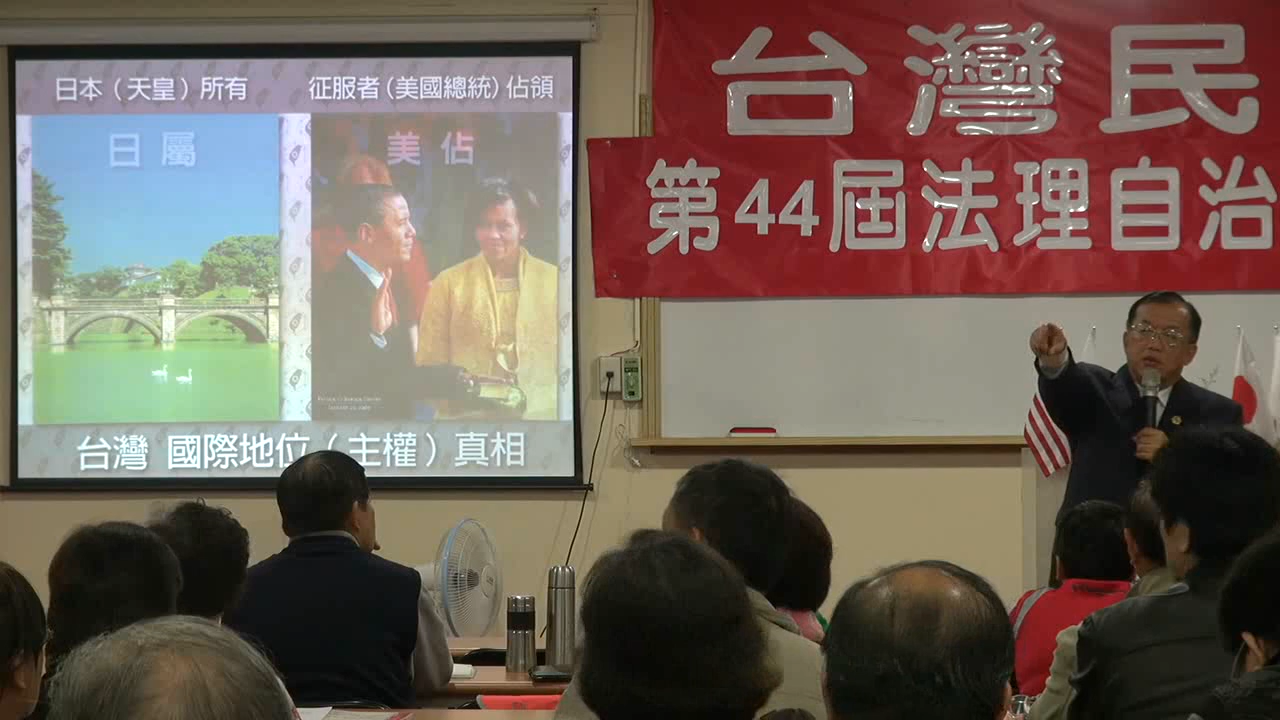 日本（天皇）所有
征服者（美國總統）佔領
日屬
美佔
台灣 國際地位（主權）真相
台灣民
第44屆法理自治